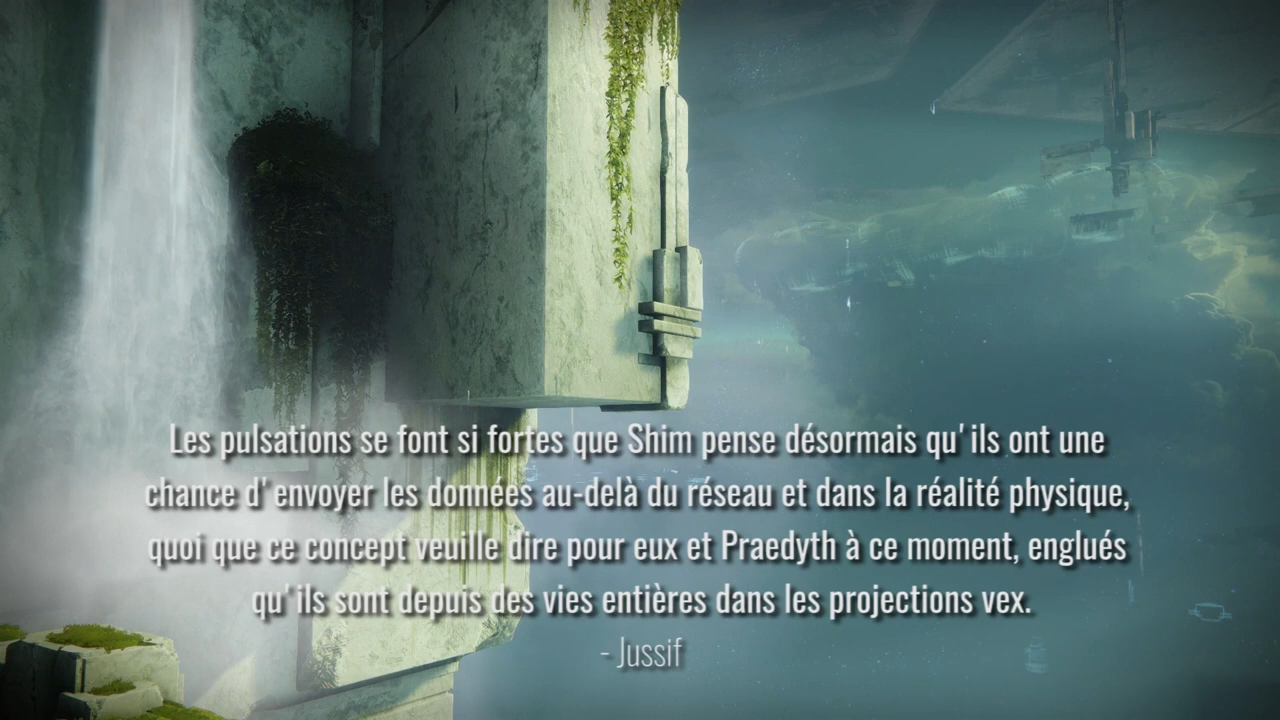 Les pulsations se font si fortes que Shim pense désormais qu'ils ont une
chance d'envoyer les données au-delà du réseau et dans la réalité physique,
quoi que ce concept veuille dire pour eux et Praedyth à ce moment, englués
qu'ils sont depuis des vies entières dans les projections vex.
- Jussif